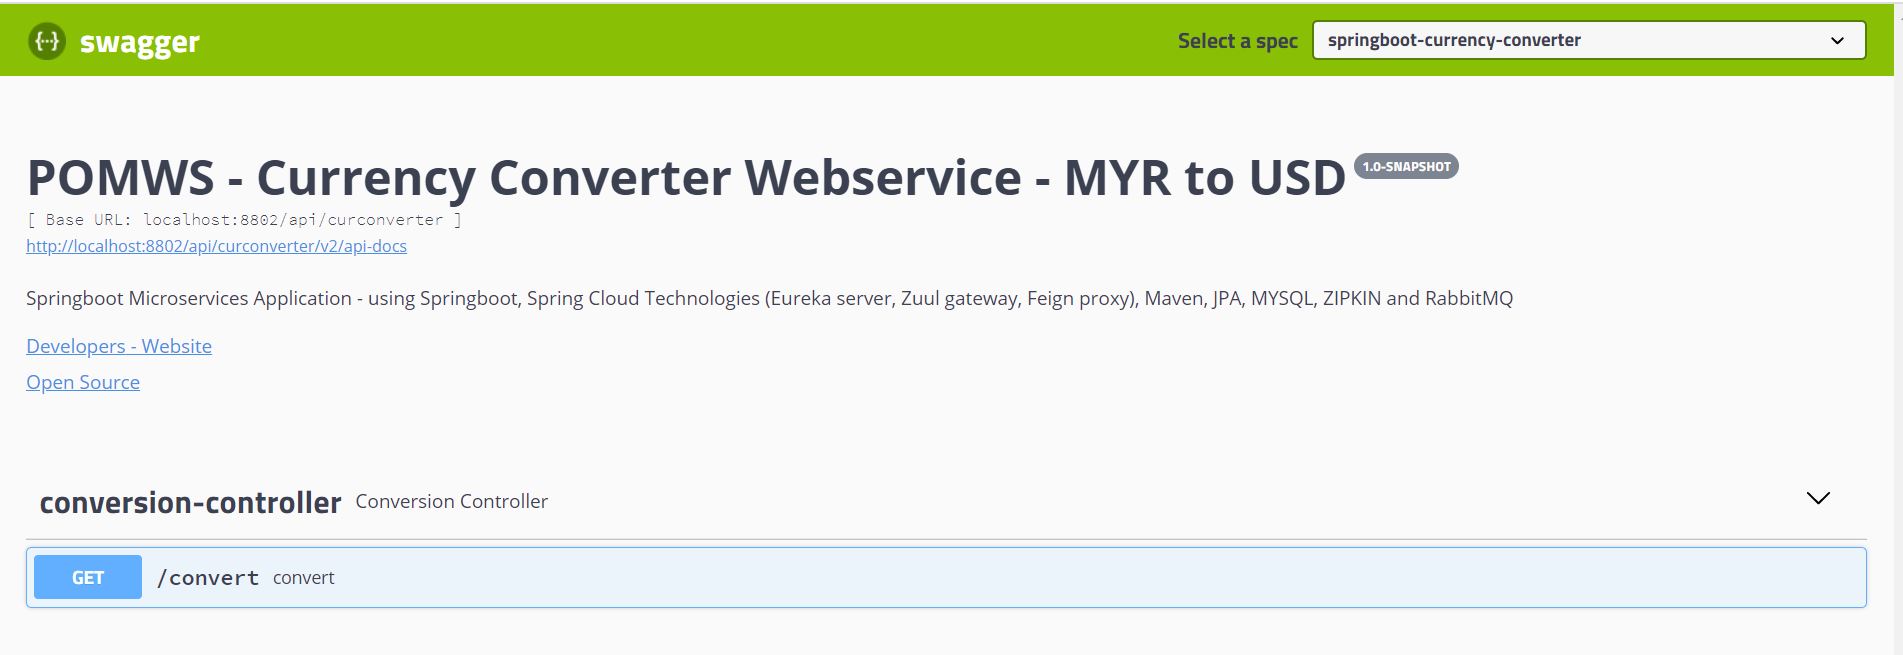 {···} swagger Select a spec springboot-currency-converter
POMWS - Currency Converter Webservice - MYR to USD 1.0-SNAPSHOT
[ Base URL: localhost:8802/api/curconverter ]
http://localhost:8802/api/curconverter/v2/api-docs
Springboot Microservices Application - using Springboot, Spring Cloud Technologies (Eureka server, Zuul gateway, Feign proxy), Maven, JPA, MYSQL, ZIPKIN and RabbitMQ
Developers - Website
Open Source
conversion-controller Conversion Controller
GET /convert convert